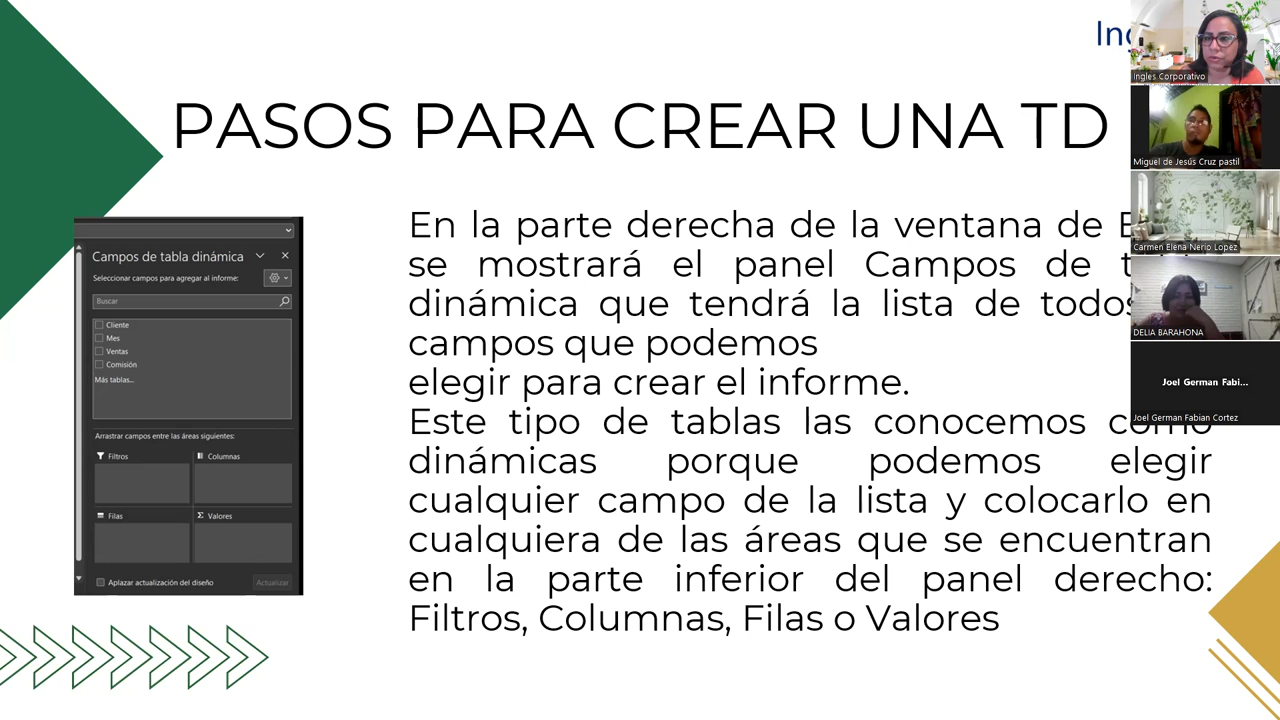 PASOS PARA CREAR UNA TD
Campos de tabla dinámica
Seleccionar campos para agregar al informe:
Buscar
Cliente
Mes
Ventas
Comisión
Más tablas...
Arrastrar campos entre las áreas siguientes:
Filtros
Columnas
Filas
Valores
Aplazar actualización del diseño
Actualizar
En la parte derecha de la ventana de
se mostrará el panel Campos de
dinámica que tendrá la lista de todos
campos que podemos
elegir para crear el informe.
Este tipo de tablas las conocemos como
dinámicas porque podemos elegir
cualquier campo de la lista y colocarlo en
cualquiera de las áreas que se encuentran
en la parte inferior del panel derecho:
Filtros, Columnas, Filas o Valores
Ingles Corporativo
Miguel de Jesús Cruz pastil
Carmen Elena Nerio Lopez
DELIA BARAHONA
Joel German Fabi...
Joel German Fabian Cortez